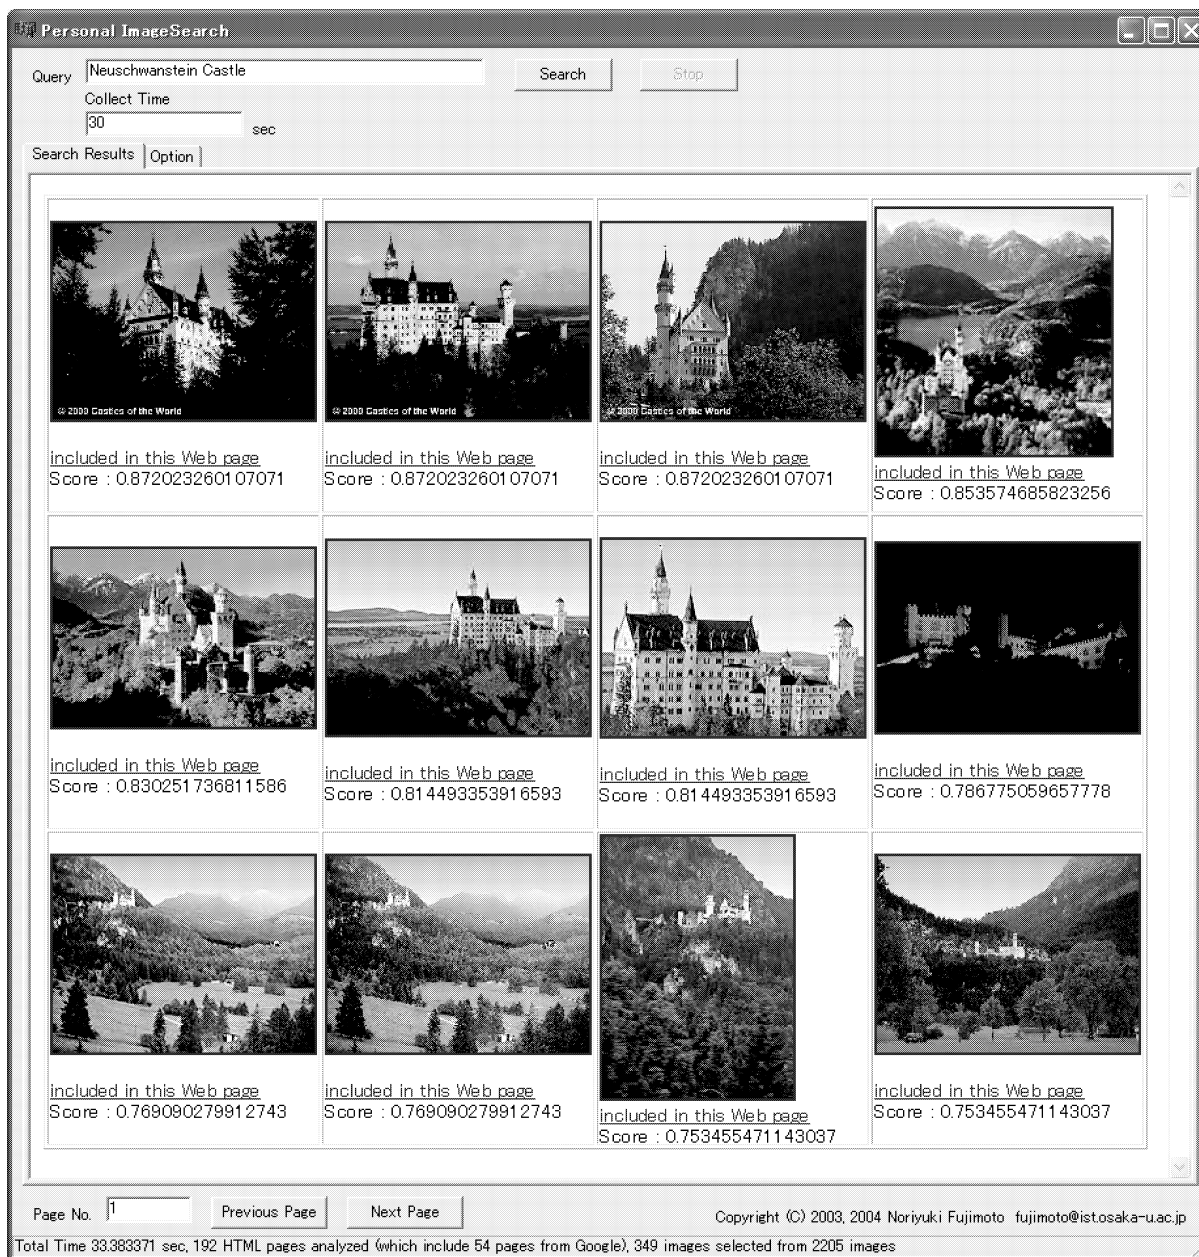 Personal ImageSearch
Query Neuschwanstein Castle Search Stop
Collect Time
30 sec
Search Results Option
© 2000 Castles of the World © 2000 Castles of the World © 2000 Castles of the World
included in this Web page included in this Web page included in this Web page included in this Web page
Score : 0.872023260107071 Score : 0.872023260107071 Score : 0.872023260107071 Score : 0.853574685823256
included in this Web page included in this Web page included in this Web page included in this Web page
Score : 0.830251736811586 Score : 0.814493353916593 Score : 0.814493353916593 Score : 0.786775059657778
included in this Web page included in this Web page included in this Web page included in this Web page
Score : 0.769090279912743 Score : 0.769090279912743 Score : 0.753455471143037 Score : 0.753455471143037
Page No. 1 Previous Page Next Page Copyright (C) 2003, 2004 Noriyuki Fujimoto fujimoto@ist.osaka-u.ac.jp
Total Time 33.383371 sec, 192 HTML pages analyzed (which include 54 pages from Google), 349 images selected from 2205 images